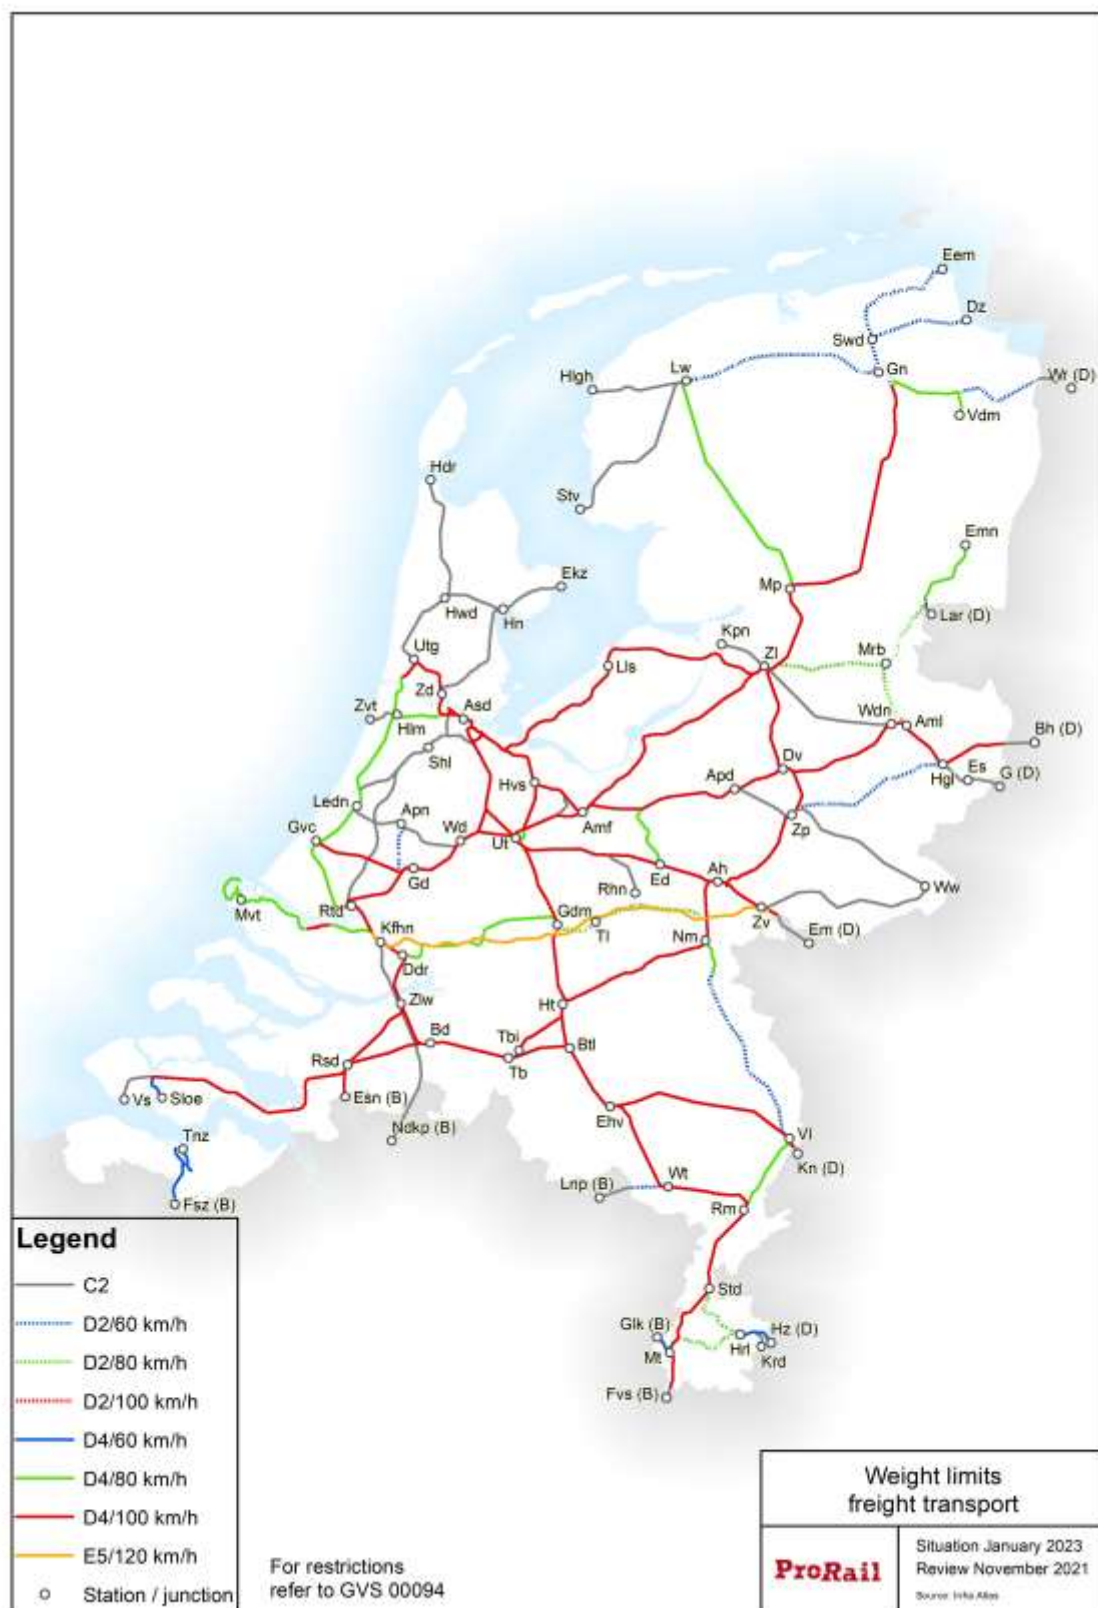 Eem
Dz
Swd
Gn
Lw
Hlgh
Wr (D)
Vdm
Hdr
Stv
Emn
Ekz
Mp
Hwd
Hn
Lar (D)
Kpn
Utg
Zl
Mrb
Lls
Zd
Zvt
Asd
Wdn
Aml
Hlm
Bh (D)
Shl
Dv
Es
Hvs
Apd
Hgl
G (D)
Ledn
Apn
Amf
Zp
Gvc
Wd
Ut
Gd
Rhn
Ed
Ah
Ww
Mvt
Rtd
Gdm
Tl
Zv
Em (D)
Kfhn
Nm
Ddr
Zlw
Ht
Bd
Tbi
Btl
Rsd
Tb
Vs
Sloe
Esn (B)
Ehv
Ndkp (B)
Vl
Tnz
Kn (D)
Lnp (B)
Wt
Fsz (B)
Rm
Std
Glk (B)
Hz (D)
Mt
Hrl
Krd
Fvs (B)
Legend
C2
D2/60 km/h
D2/80 km/h
D2/100 km/h
D4/60 km/h
D4/80 km/h
D4/100 km/h
E5/120 km/h
Station / junction
For restrictions
refer to GVS 00094
Weight limits
freight transport
ProRail
Situation January 2023
Review November 2021
Source: Infra Atlas